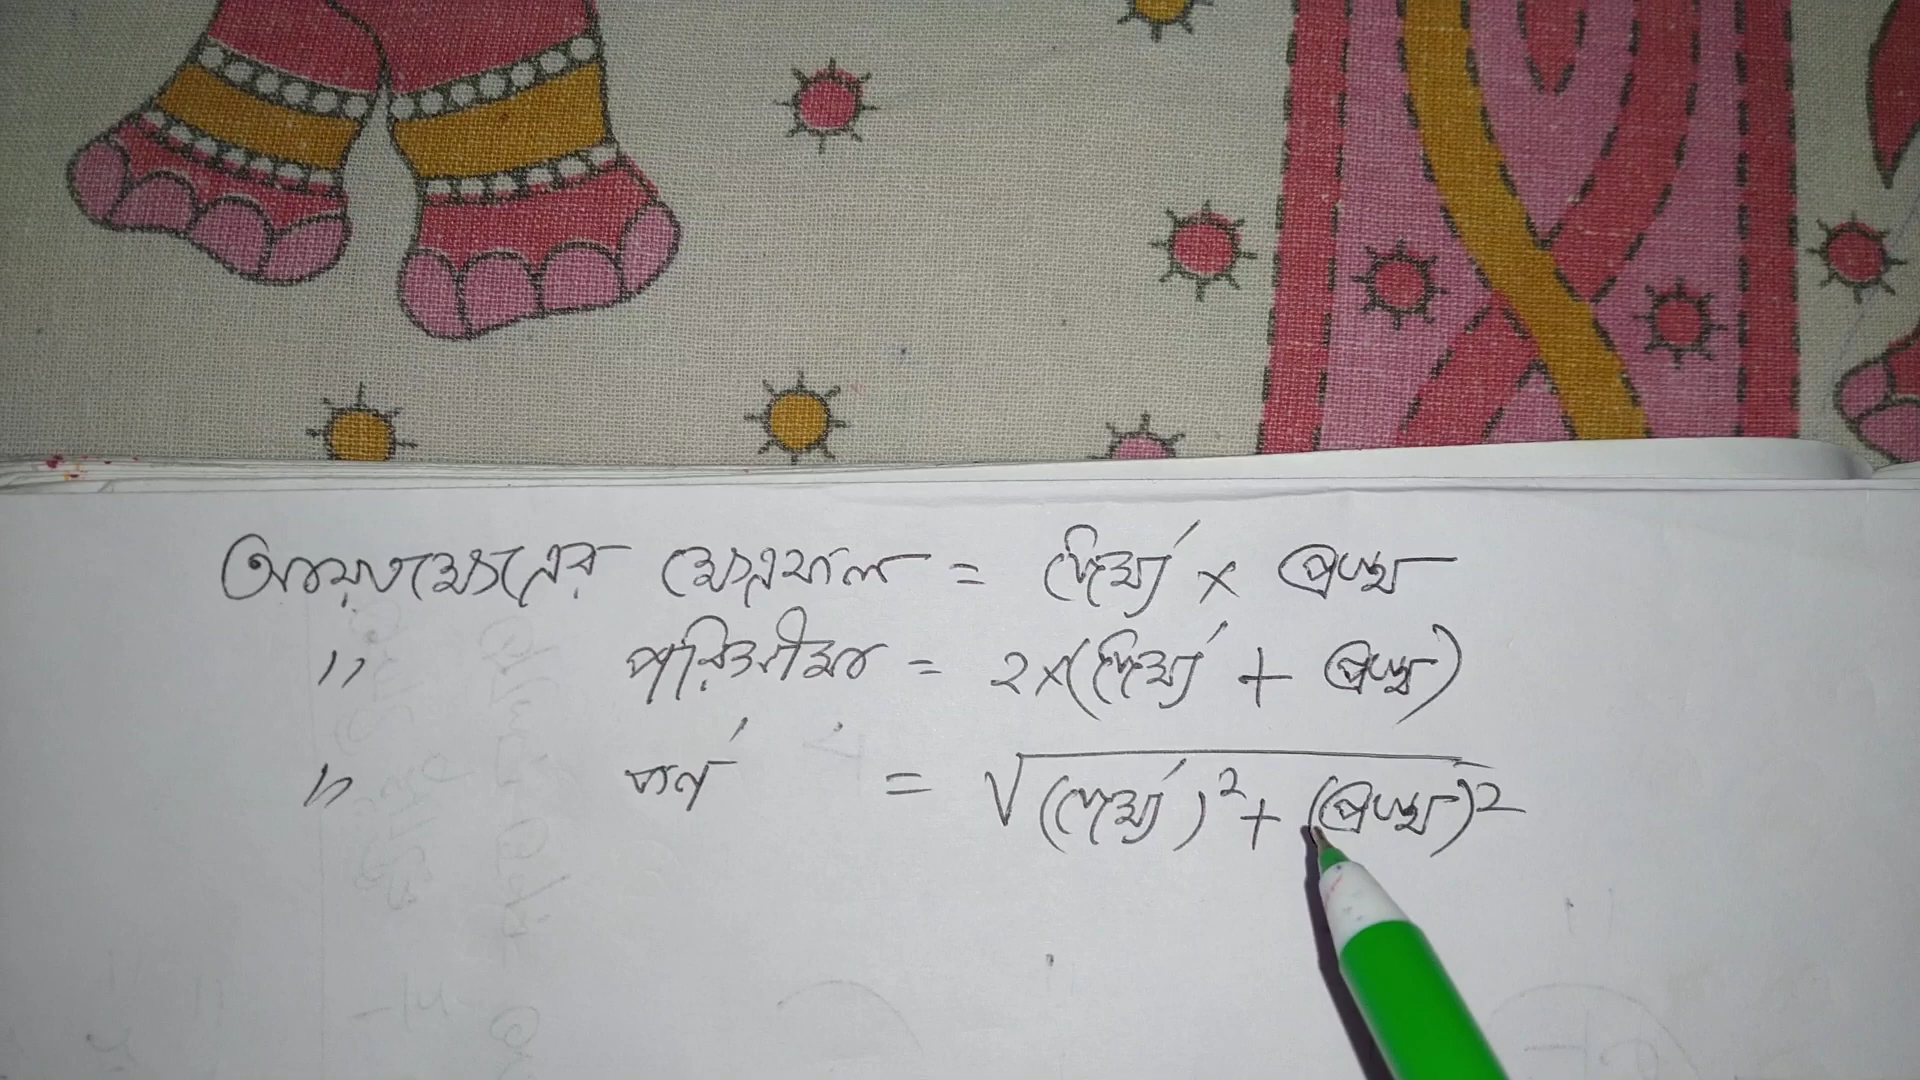 আয়তক্ষেত্রের ক্ষেত্রফল = দৈর্ঘ্য × প্রস্থ
" পরিসীমা = 2×(দৈর্ঘ্য + প্রস্থ)
" কর্ণ = √(দৈর্ঘ্য)² + (প্রস্থ)²